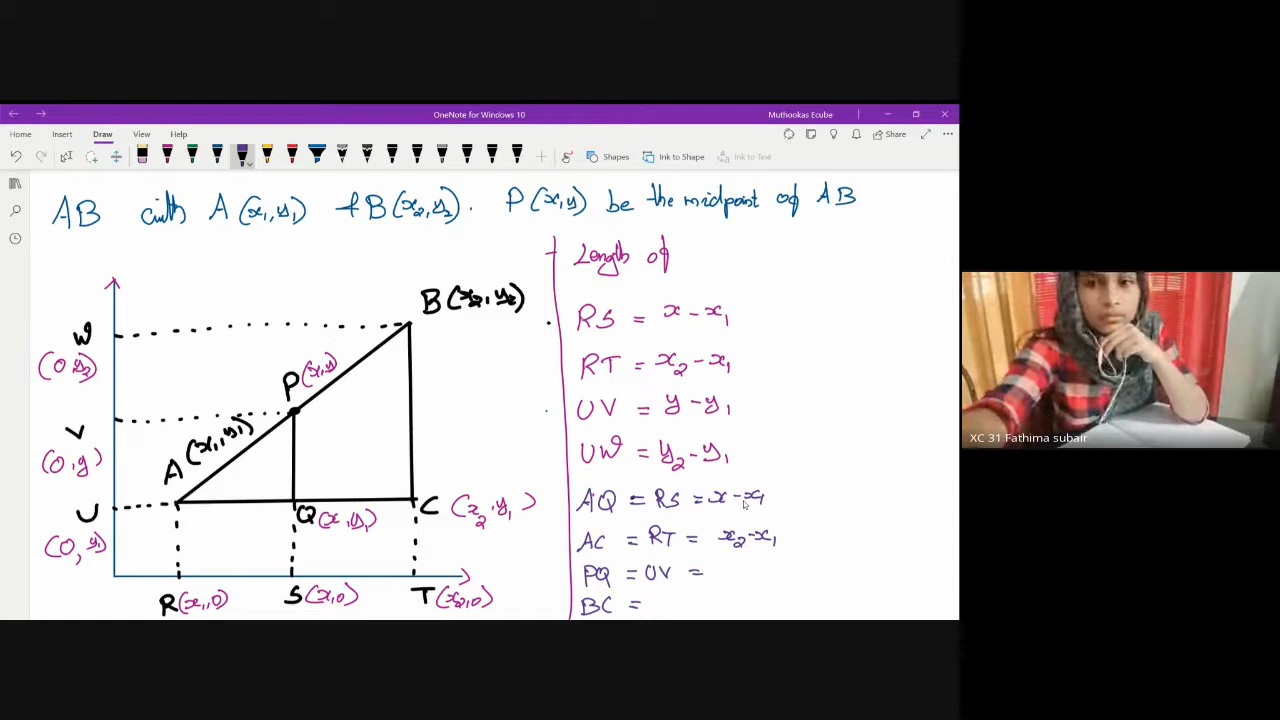 OneNote for Windows 10
Muthookas Ecube
Home Insert Draw View Help
Share
Shapes Ink to Shape Ink to Text
AB with A(x₁,y₁) & B(x₂,y₂). P(x,y) be the midpoint of AB
Length of
B(x₂,y₂)
RS = x-x₁
W
(0,y₂)
P(x,y)
RT = x₂-x₁
UV = y-y₁
V
(0,y)
A(x₁,y₁)
UW = y₂-y₁
AQ = RS = x-x₁
U
(0,y₁)
Q(x,y₁)
C(x₂,y₁)
AC = RT = x₂-x₁
PQ = UV =
R(x₁,0)
S(x,0)
T(x₂,0)
BC =
XC 31 Fathima subair